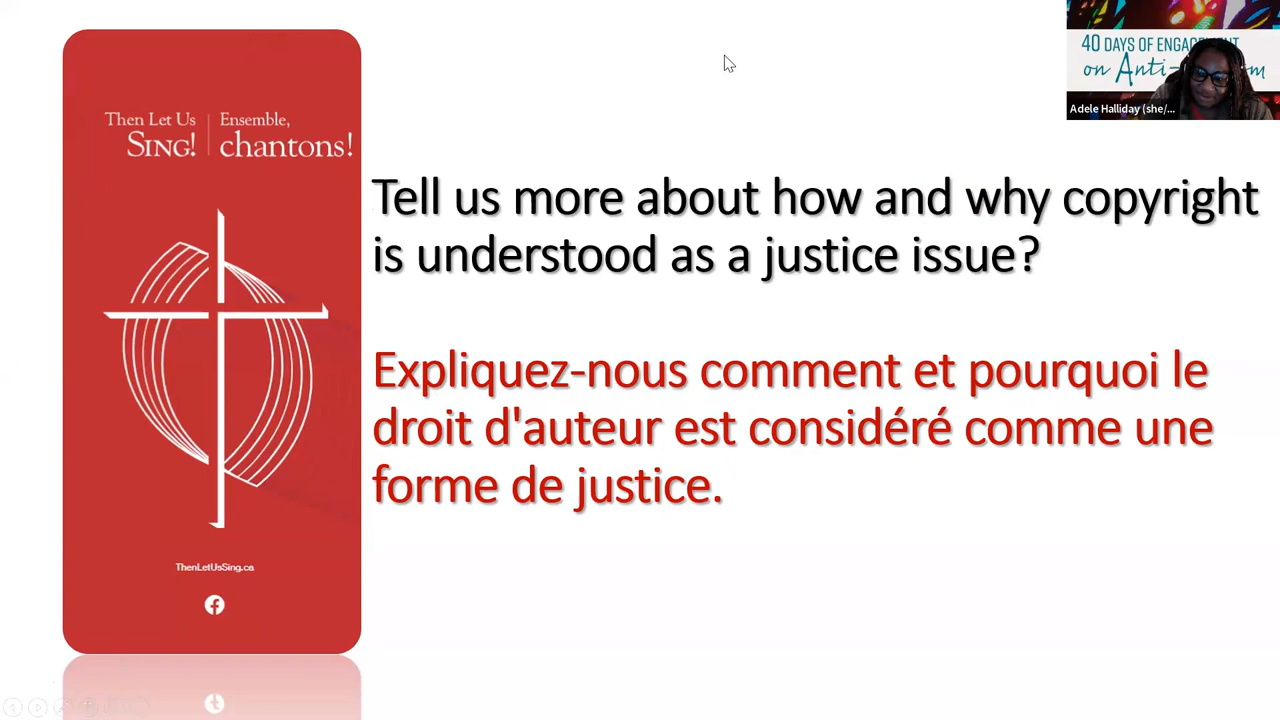 Then Let Us
SING!
Ensemble,
chantons!
ThenLetUsSing.ca
40 DAYS OF ENGAGEMENT
on Anti-
Adele Halliday (she/...
Tell us more about how and why copyright
is understood as a justice issue?
Expliquez-nous comment et pourquoi le
droit d'auteur est considéré comme une
forme de justice.